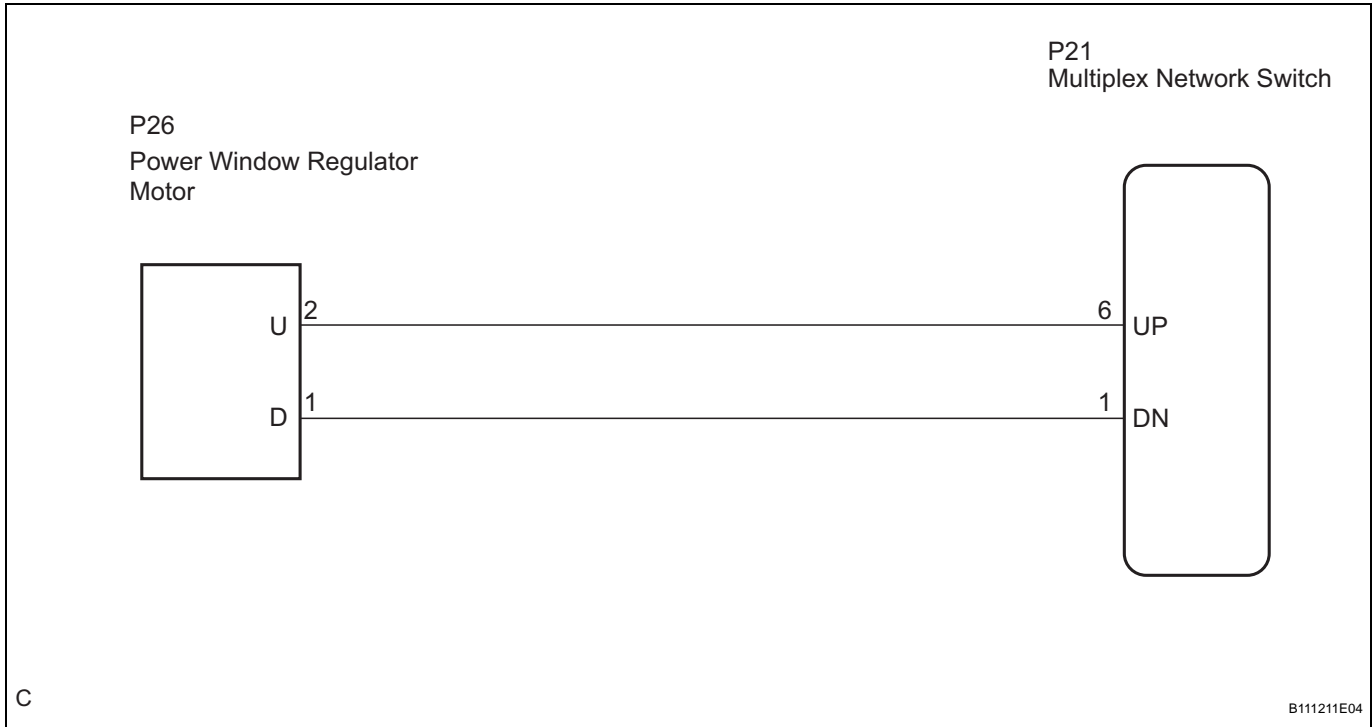 P21
Multiplex Network Switch
P26
Power Window Regulator
Motor
U 2 6 UP
D 1 1 DN
C
B111211E04